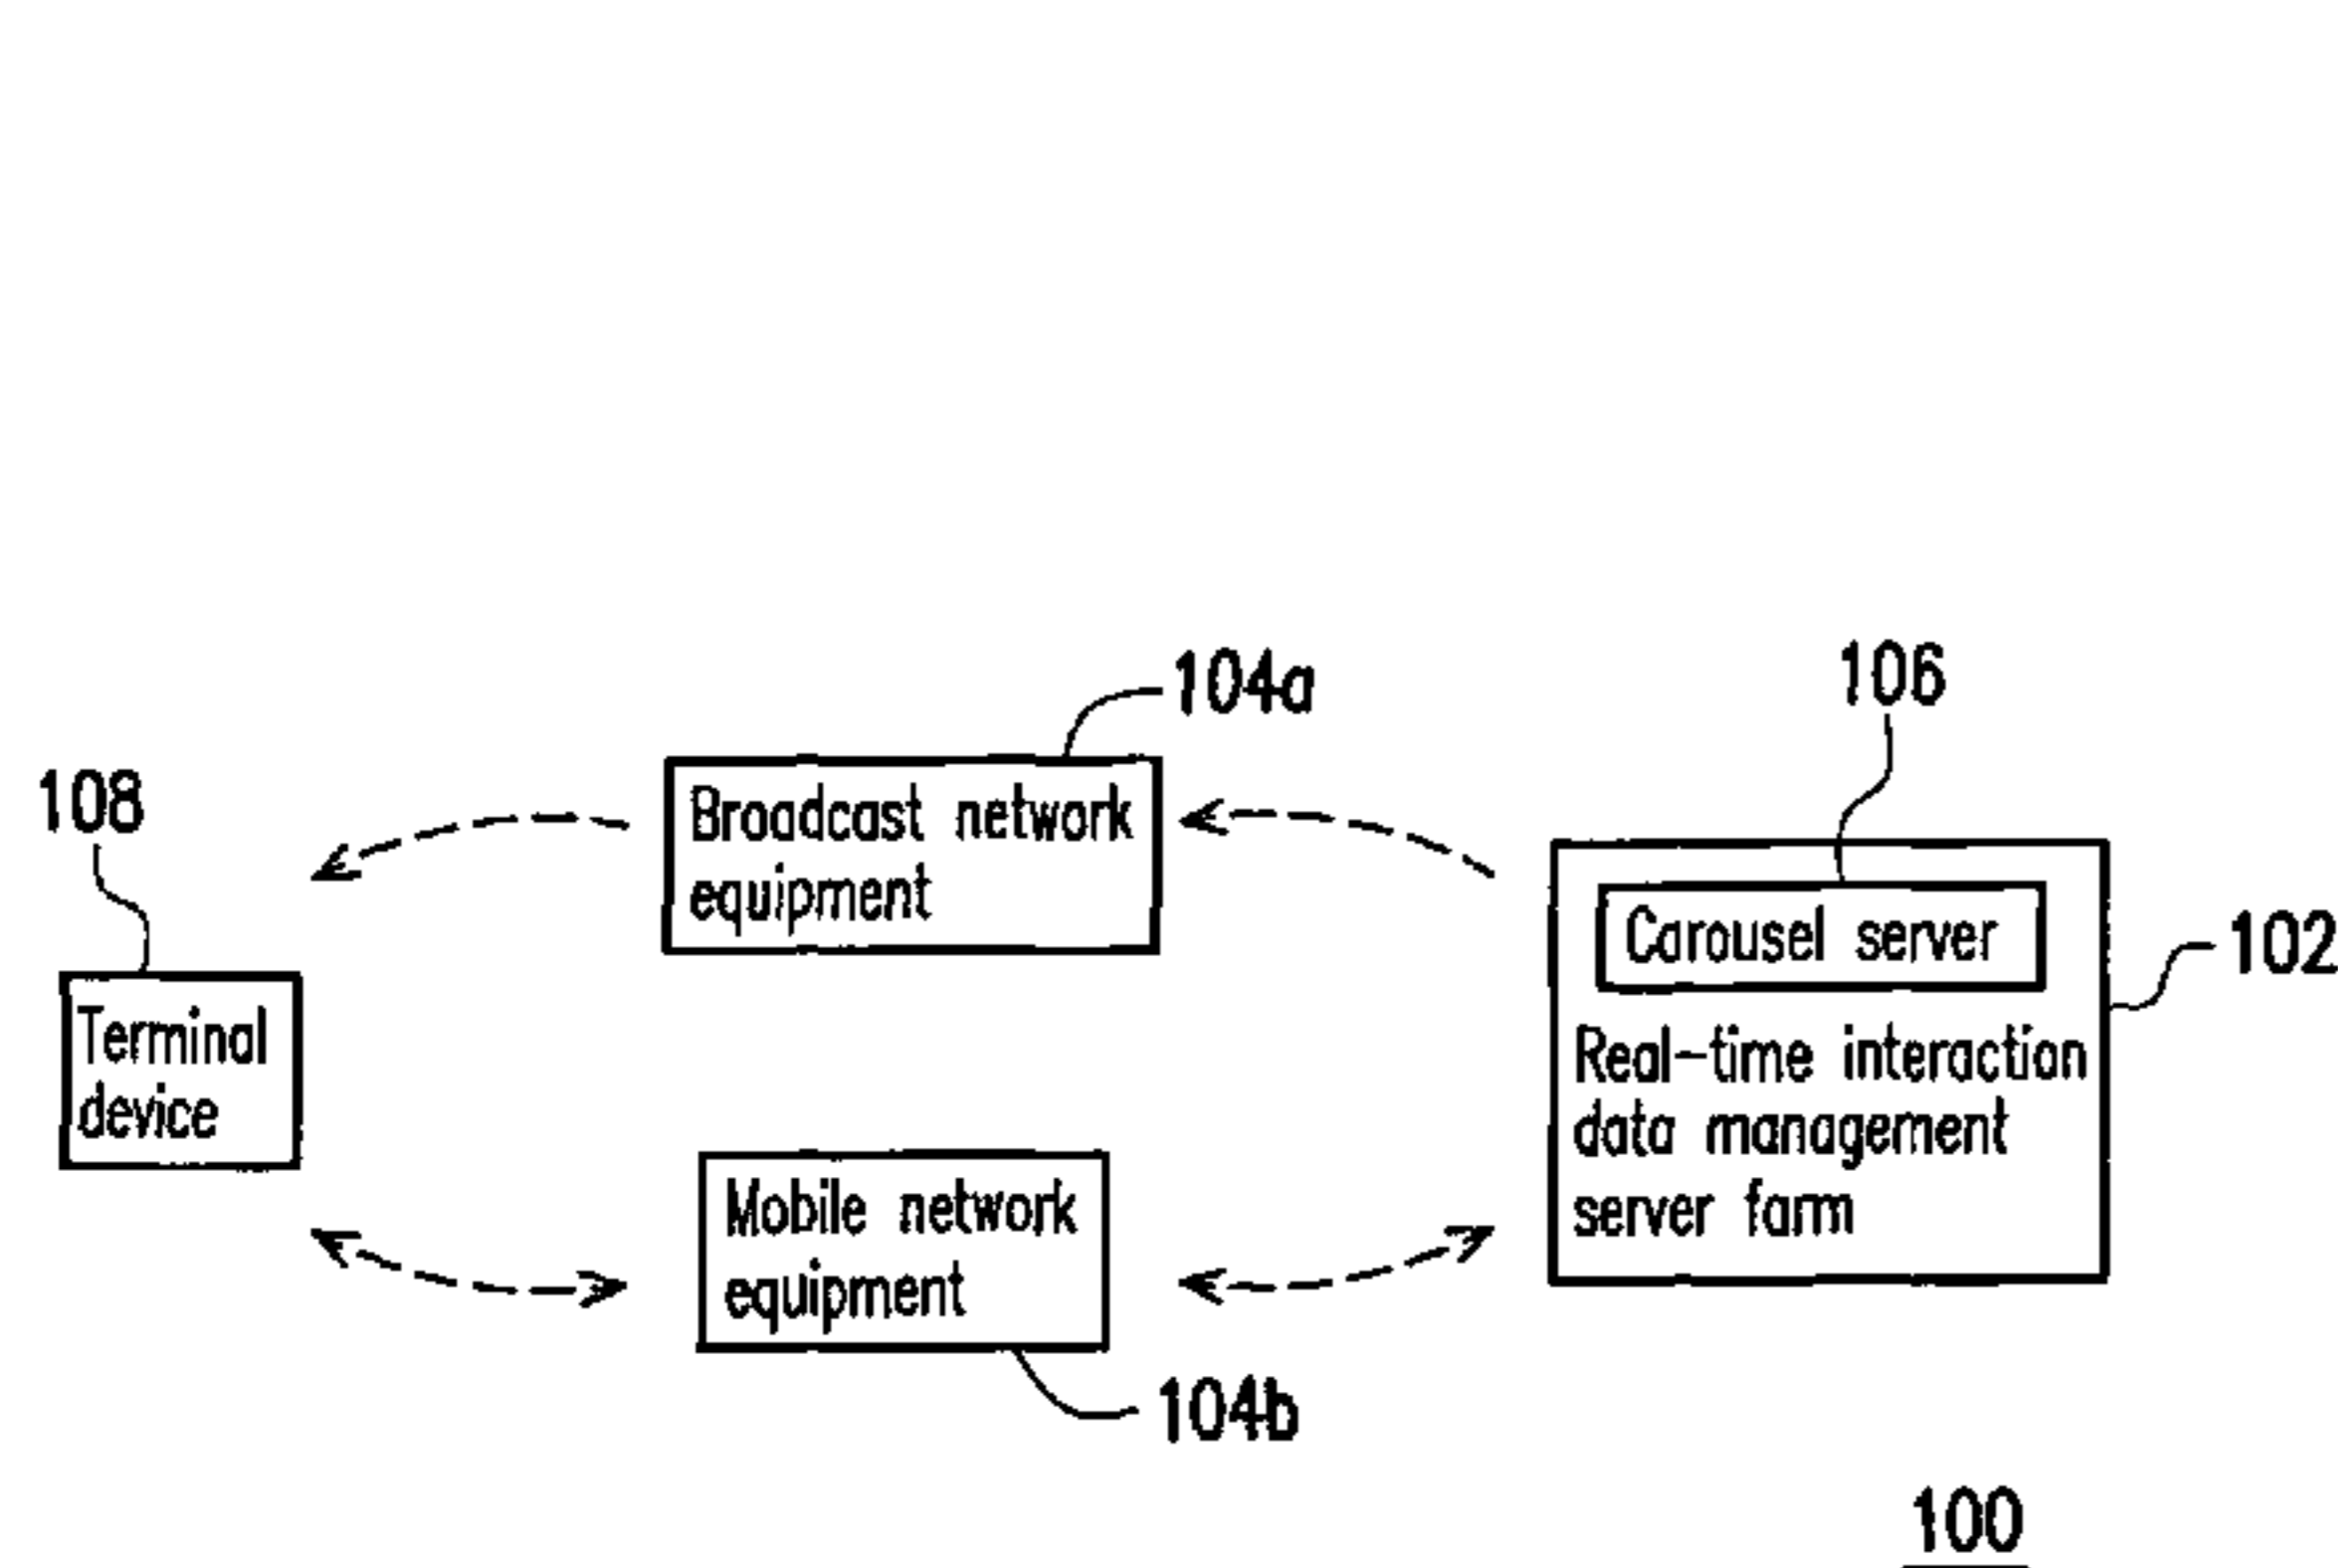 104a
106
108
Broadcast network
equipment
Carousel server
102
Terminal
device
Real-time interaction
data management
server farm
Mobile network
equipment
104b
100